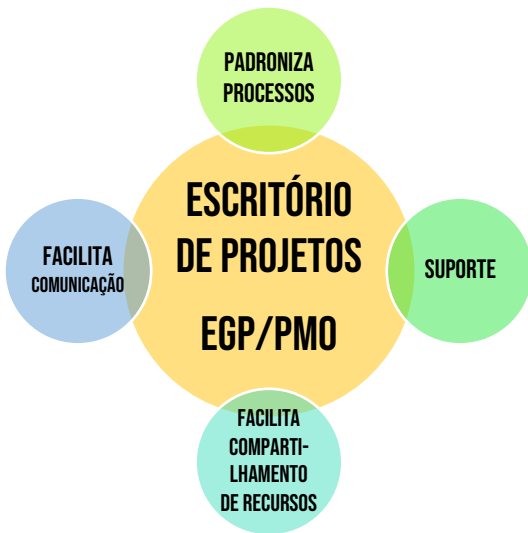 PADRONIZA
PROCESSOS
ESCRITÓRIO
DE PROJETOS
EGP/PMO
FACILITA
COMUNICAÇÃO
SUPORTE
FACILITA
COMPARTI-
LHAMENTO
DE RECURSOS